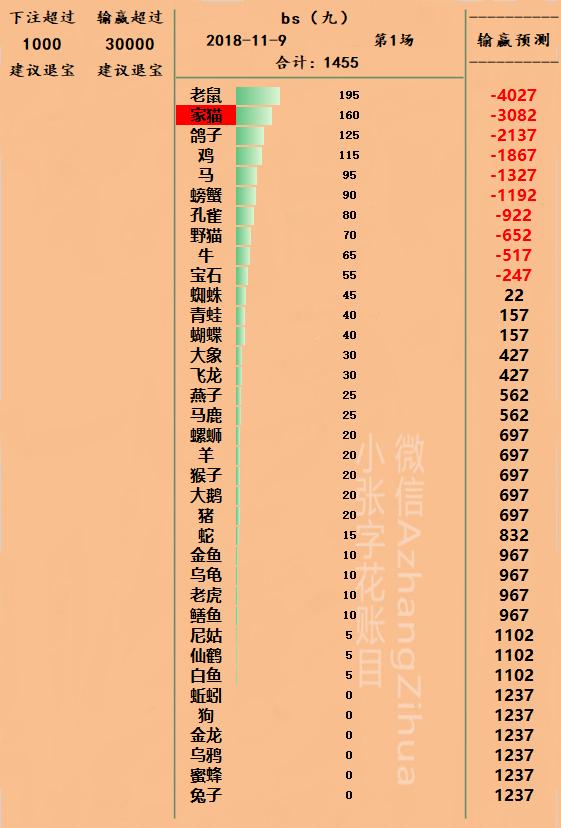 下注超过 输赢超过
1000 30000
建议退宝 建议退宝
bs（九）
2018-11-9 第1场
合计：1455
----------
输赢预测
----------
老鼠 195 -4027
家猫 160 -3082
鸽子 125 -2137
鸡 115 -1867
马 95 -1327
螃蟹 90 -1192
孔雀 80 -922
野猫 70 -652
牛 65 -517
宝石 55 -247
蜘蛛 45 22
青蛙 40 157
蝴蝶 40 157
大象 30 427
飞龙 30 427
燕子 25 562
马鹿 25 562
螺蛳 20 697
羊 20 697
猴子 20 697
大鹅 20 697
猪 20 697
蛇 15 832
金鱼 10 967
乌龟 10 967
老虎 10 967
鳝鱼 10 967
尼姑 5 1102
仙鹤 5 1102
白鱼 5 1102
蚯蚓 0 1237
狗 0 1237
金龙 0 1237
乌鸦 0 1237
蜜蜂 0 1237
兔子 0 1237
微信AzhangZihua
小张字花账目